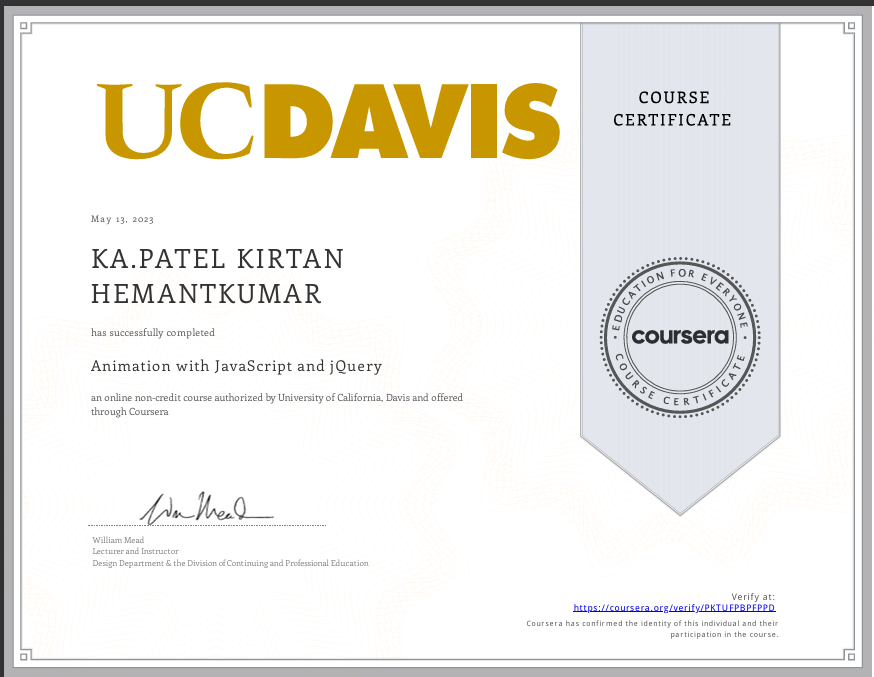 UCDAVIS
COURSE
CERTIFICATE
May 13, 2023
KA.PATEL KIRTAN
HEMANTKUMAR
has successfully completed
Animation with JavaScript and jQuery
an online non-credit course authorized by University of California, Davis and offered
through Coursera
EDUCATION FOR EVERYONE
coursera
COURSE CERTIFICATE
William Mead
Lecturer and Instructor
Design Department & the Division of Continuing and Professional Education
Verify at:
https://coursera.org/verify/PKTUFPBPFPPD
Coursera has confirmed the identity of this individual and their
participation in the course.